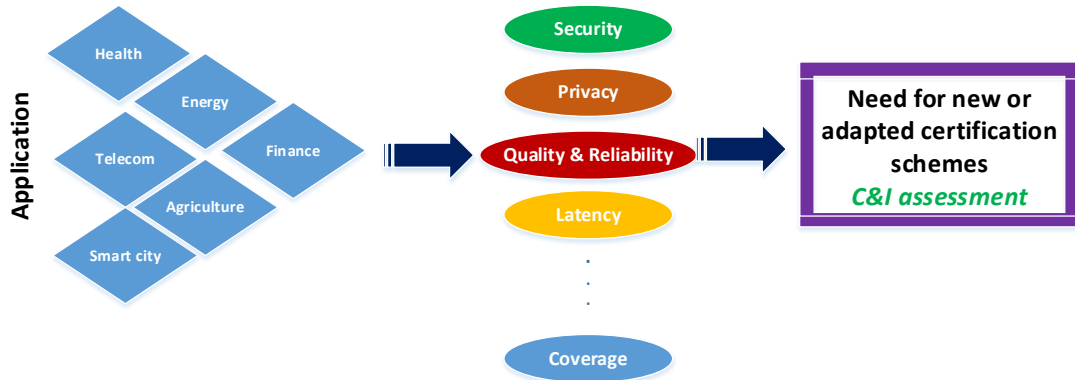 Application
Health
Energy
Telecom
Finance
Agriculture
Smart city
Security
Privacy
Quality & Reliability
Latency
.
.
.
Coverage
Need for new or
adapted certification
schemes
C&I assessment